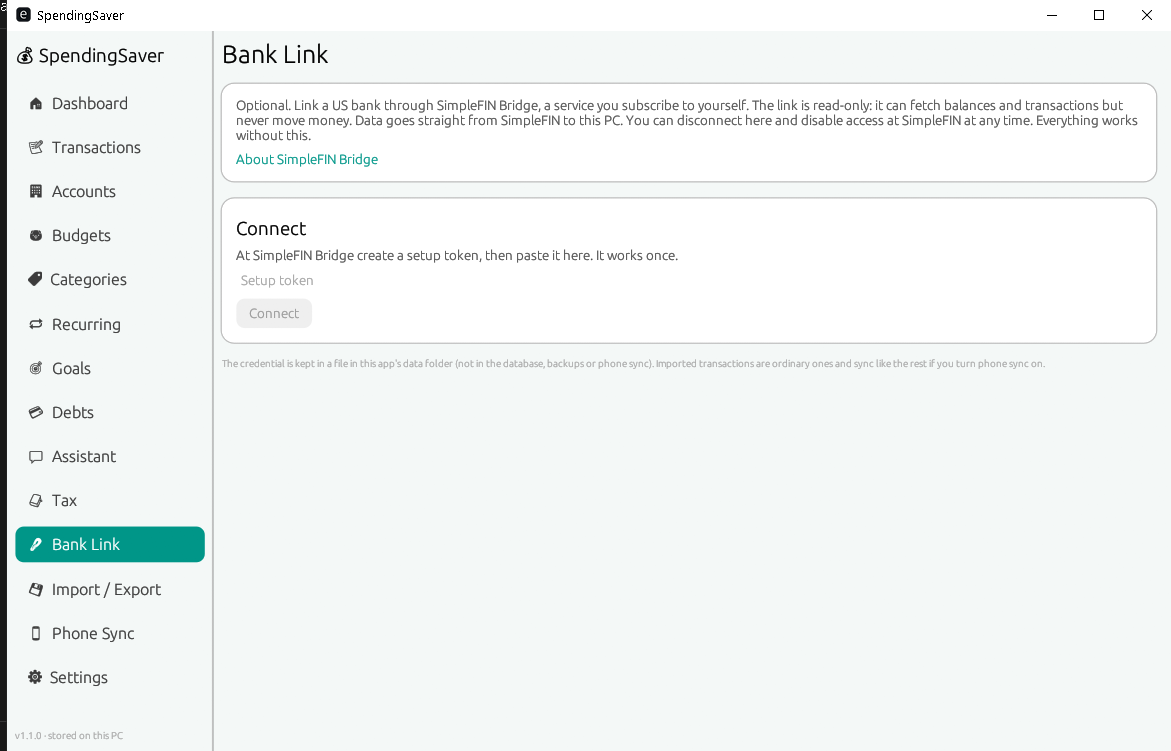 SpendingSaver
SpendingSaver
Dashboard
Transactions
Accounts
Budgets
Categories
Recurring
Goals
Debts
Assistant
Tax
Bank Link
Import / Export
Phone Sync
Settings
v1.1.0 · stored on this PC
Bank Link
Optional. Link a US bank through SimpleFIN Bridge, a service you subscribe to yourself. The link is read-only: it can fetch balances and transactions but
never move money. Data goes straight from SimpleFIN to this PC. You can disconnect here and disable access at SimpleFIN at any time. Everything works
without this.
About SimpleFIN Bridge
Connect
At SimpleFIN Bridge create a setup token, then paste it here. It works once.
Setup token
Connect
The credential is kept in a file in this app's data folder (not in the database, backups or phone sync). Imported transactions are ordinary ones and sync like the rest if you turn phone sync on.